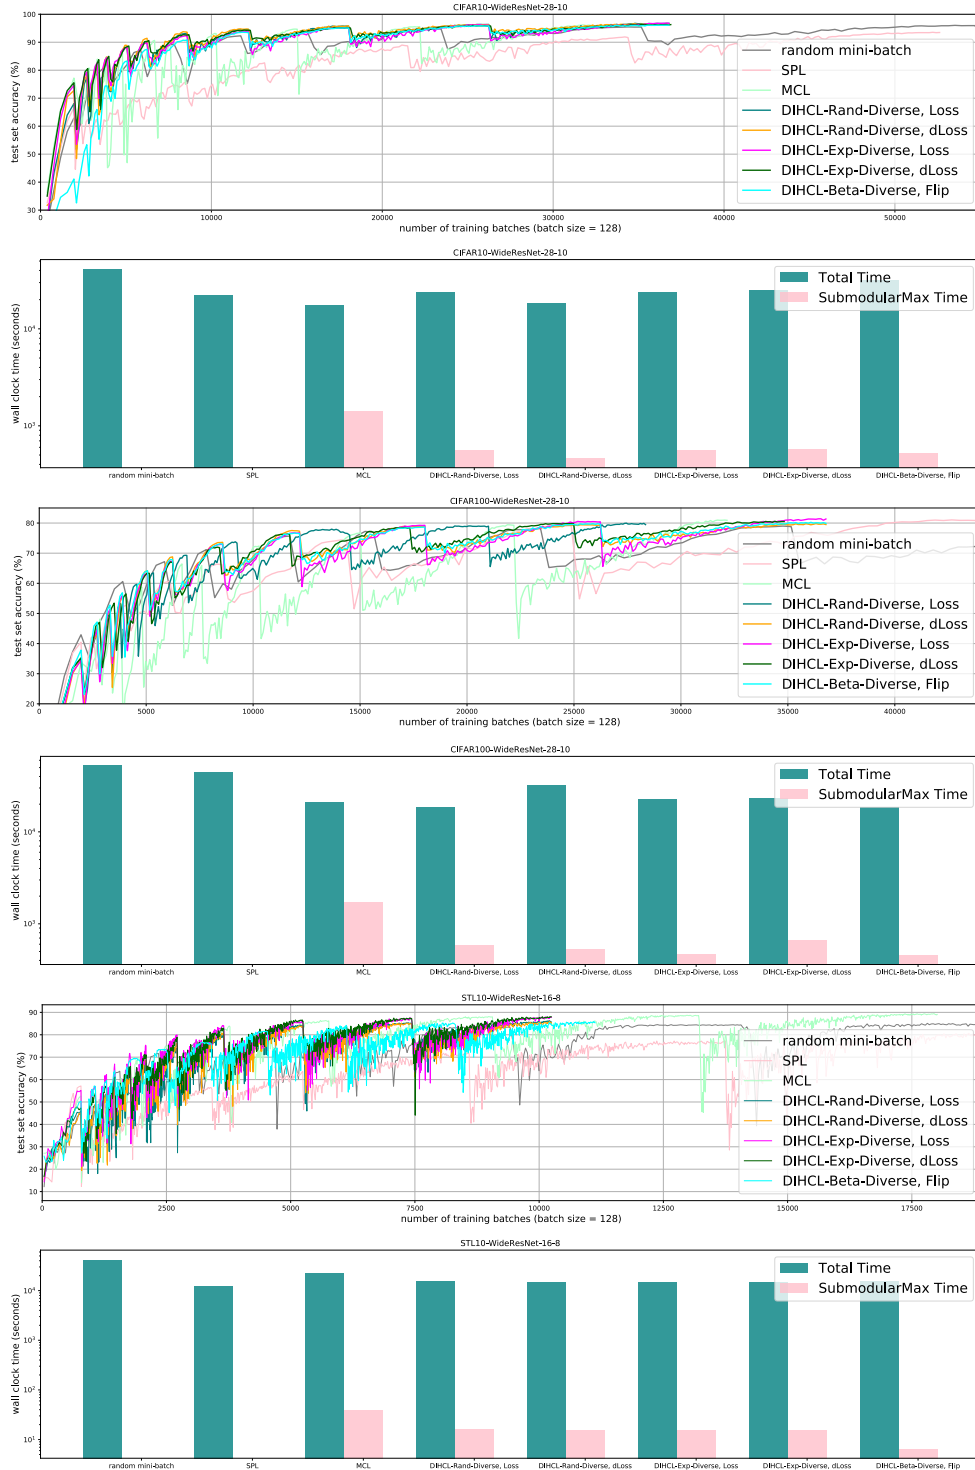 CIFAR10-WideResNet-28-10
test set accuracy (%)
100
90
80
70
60
50
40
30
0 10000 20000 30000 40000 50000
number of training batches (batch size = 128)
random mini-batch
SPL
MCL
DIHCL-Rand-Diverse, Loss
DIHCL-Rand-Diverse, dLoss
DIHCL-Exp-Diverse, Loss
DIHCL-Exp-Diverse, dLoss
DIHCL-Beta-Diverse, Flip
CIFAR10-WideResNet-28-10
wall clock time (seconds)
10^4
10^3
Total Time
SubmodularMax Time
random mini-batch SPL MCL DIHCL-Rand-Diverse, Loss DIHCL-Rand-Diverse, dLoss DIHCL-Exp-Diverse, Loss DIHCL-Exp-Diverse, dLoss DIHCL-Beta-Diverse, Flip
CIFAR100-WideResNet-28-10
test set accuracy (%)
80
70
60
50
40
30
20
0 5000 10000 15000 20000 25000 30000 35000 40000
number of training batches (batch size = 128)
random mini-batch
SPL
MCL
DIHCL-Rand-Diverse, Loss
DIHCL-Rand-Diverse, dLoss
DIHCL-Exp-Diverse, Loss
DIHCL-Exp-Diverse, dLoss
DIHCL-Beta-Diverse, Flip
CIFAR100-WideResNet-28-10
wall clock time (seconds)
10^4
10^3
Total Time
SubmodularMax Time
random mini-batch SPL MCL DIHCL-Rand-Diverse, Loss DIHCL-Rand-Diverse, dLoss DIHCL-Exp-Diverse, Loss DIHCL-Exp-Diverse, dLoss DIHCL-Beta-Diverse, Flip
STL10-WideResNet-16-8
test set accuracy (%)
90
80
70
60
50
40
30
20
10
0 2500 5000 7500 10000 12500 15000 17500
number of training batches (batch size = 128)
random mini-batch
SPL
MCL
DIHCL-Rand-Diverse, Loss
DIHCL-Rand-Diverse, dLoss
DIHCL-Exp-Diverse, Loss
DIHCL-Exp-Diverse, dLoss
DIHCL-Beta-Diverse, Flip
STL10-WideResNet-16-8
wall clock time (seconds)
10^4
10^3
10^2
10^1
Total Time
SubmodularMax Time
random mini-batch SPL MCL DIHCL-Rand-Diverse, Loss DIHCL-Rand-Diverse, dLoss DIHCL-Exp-Diverse, Loss DIHCL-Exp-Diverse, dLoss DIHCL-Beta-Diverse, Flip